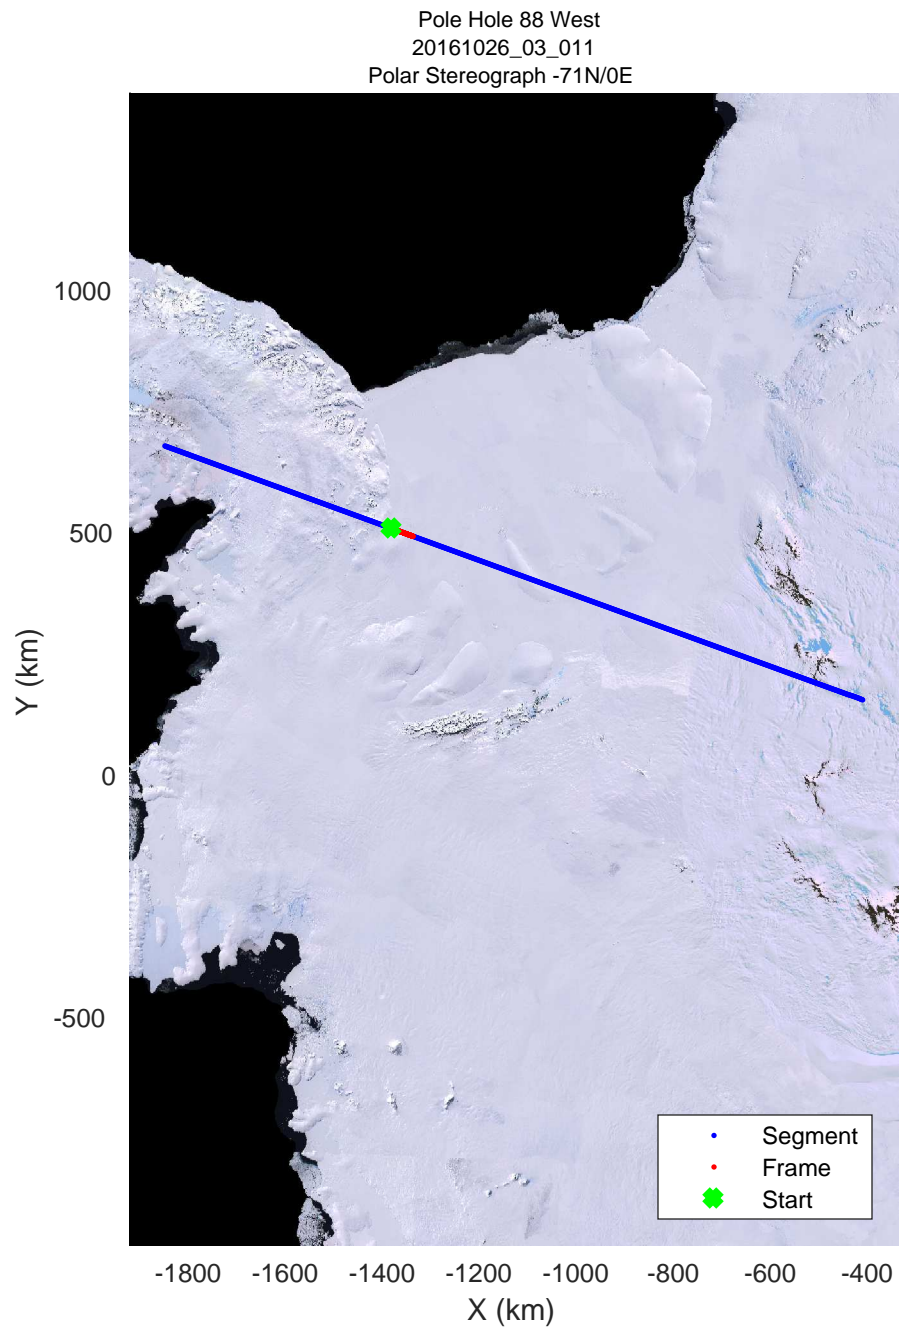 Pole Hole 88 West
20161026_03_011
Polar Stereograph -71N/0E
1000
500
0
-500
Y (km)
Segment
Frame
Start
-1800 -1600 -1400 -1200 -1000 -800 -600 -400
X (km)